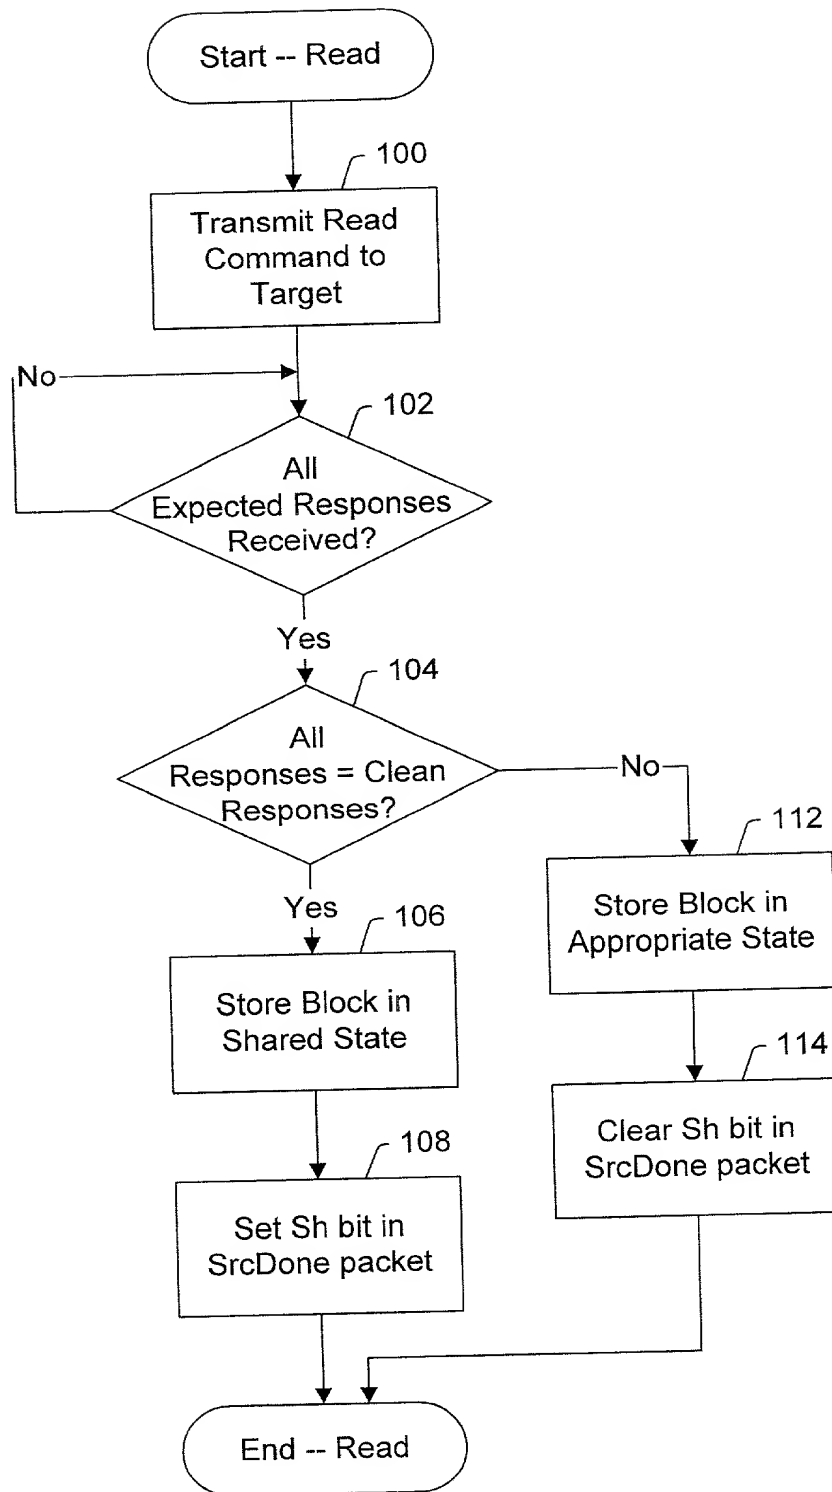 Start -- Read
100
Transmit Read
Command to
Target
No
102
All
Expected Responses
Received?
Yes
104
All
Responses = Clean
Responses?
No
112
Yes
106
Store Block in
Appropriate State
Store Block in
Shared State
114
108
Clear Sh bit in
SrcDone packet
Set Sh bit in
SrcDone packet
End -- Read